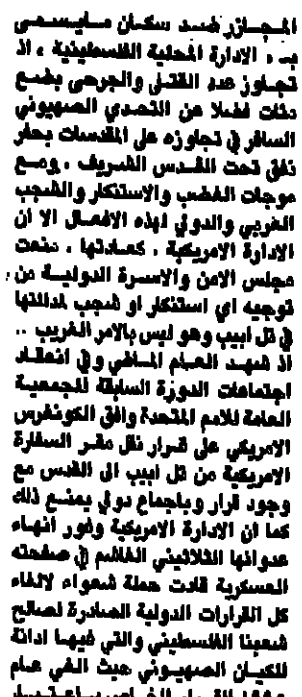 المجازر ضد سكان مايسمى
بـ ، الادارة المحلية الفلسطينية ، اذ
تجاوز عدد القتلى والجرحى بضع
مئات فضلا عن التحدي الصهيوني
السافر في تجاوزه على المقدسات بحفر
نفق تحت القدس الشريف ، ومع
موجات الغضب والاستنكار والشجب
العربي والدولي لهذه الافعال الا ان
الادارة الامريكية ، كعادتها ، منعت
مجلس الامن والاسرة الدولية من
توجيه اي استنكار او شجب لمدللتها
في تل ابيب وهو ليس بالامر الغريب ..
اذ شهد العام الماضي وفي انعقاد
اجتماعات الدورة السابقة للجمعية
العامة للامم المتحدة وافق الكونغرس
الامريكي على قرار نقل مقر السفارة
الامريكية من تل ابيب الى القدس مع
وجود قرار وباجماع دولي يمنع ذلك
كما ان الادارة الامريكية وفور انهاء
عدوانها الثلاثيني الغاشم في صفحته
العسكرية قادت حملة شعواء لالغاء
كل القرارات الدولية الصادرة لصالح
شعبنا الفلسطيني والتي فيها ادانة
للكيان الصهيوني حيث الغي عام